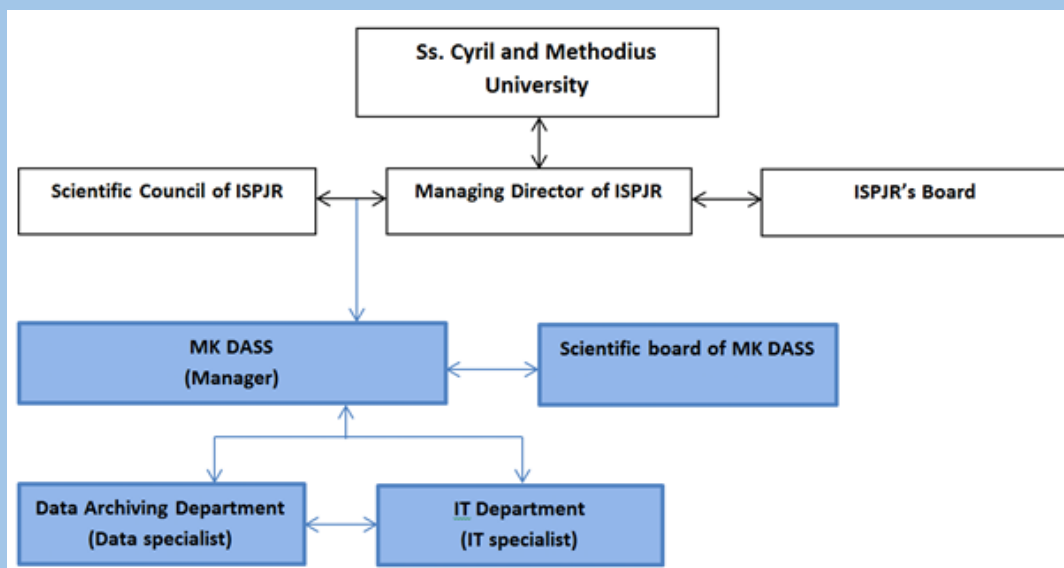 Ss. Cyril and Methodius
University
Scientific Council of ISPJR
Managing Director of ISPJR
ISPJR's Board
MK DASS
(Manager)
Scientific board of MK DASS
Data Archiving Department
(Data specialist)
IT Department
(IT specialist)